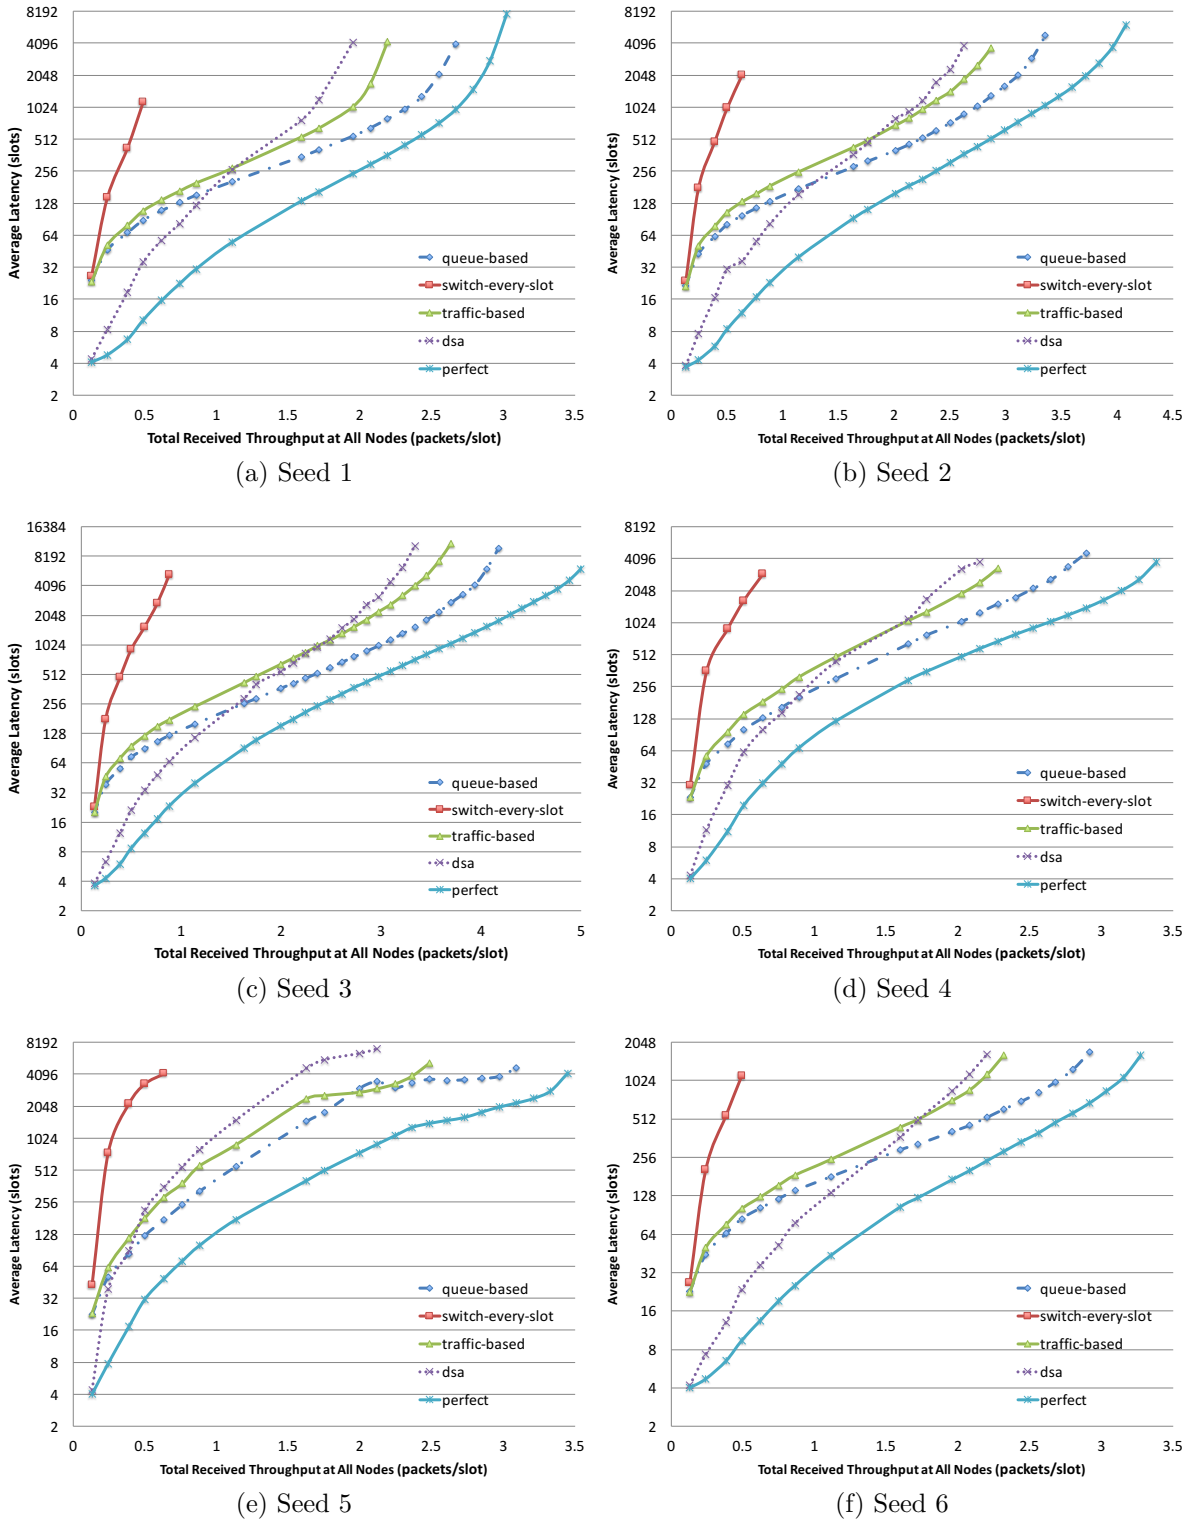 8192
4096
2048
1024
512
256
128
64
32
16
8
4
2
Average Latency (slots)
queue-based
switch-every-slot
traffic-based
dsa
perfect
0 0.5 1 1.5 2 2.5 3 3.5
Total Received Throughput at All Nodes (packets/slot)
(a) Seed 1
8192
4096
2048
1024
512
256
128
64
32
16
8
4
2
Average Latency (slots)
queue-based
switch-every-slot
traffic-based
dsa
perfect
0 0.5 1 1.5 2 2.5 3 3.5 4 4.5
Total Received Throughput at All Nodes (packets/slot)
(b) Seed 2
16384
8192
4096
2048
1024
512
256
128
64
32
16
8
4
2
Average Latency (slots)
queue-based
switch-every-slot
traffic-based
dsa
perfect
0 1 2 3 4 5
Total Received Throughput at All Nodes (packets/slot)
(c) Seed 3
8192
4096
2048
1024
512
256
128
64
32
16
8
4
2
Average Latency (slots)
queue-based
switch-every-slot
traffic-based
dsa
perfect
0 0.5 1 1.5 2 2.5 3 3.5
Total Received Throughput at All Nodes (packets/slot)
(d) Seed 4
8192
4096
2048
1024
512
256
128
64
32
16
8
4
2
Average Latency (slots)
queue-based
switch-every-slot
traffic-based
dsa
perfect
0 0.5 1 1.5 2 2.5 3 3.5
Total Received Throughput at All Nodes (packets/slot)
(e) Seed 5
2048
1024
512
256
128
64
32
16
8
4
2
Average Latency (slots)
queue-based
switch-every-slot
traffic-based
dsa
perfect
0 0.5 1 1.5 2 2.5 3 3.5
Total Received Throughput at All Nodes (packets/slot)
(f) Seed 6